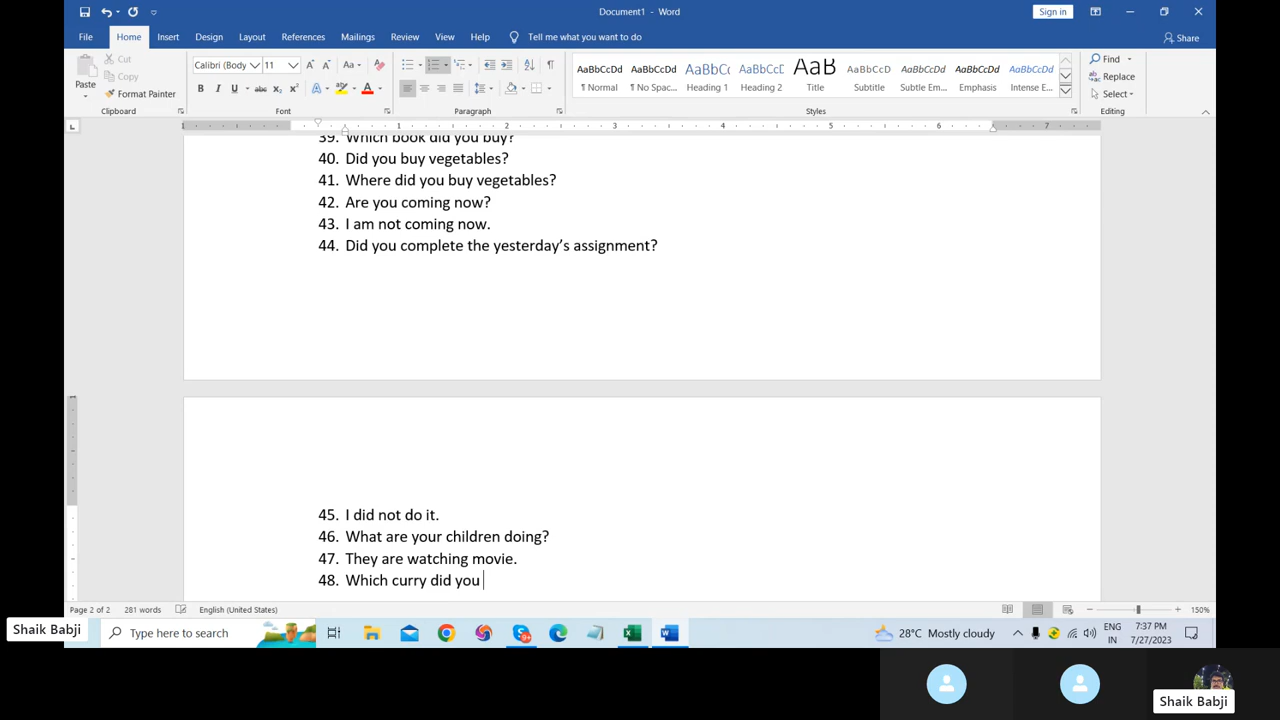 Document1 - Word
Sign in
File Home Insert Design Layout References Mailings Review View Help Tell me what you want to do
Share
Paste
Cut
Copy
Format Painter
Clipboard
Calibri (Body 11
Font
Paragraph
AaBbCcDd AaBbCcDd AaBbCc AaBbCcC AaB AaBbCcD AaBbCcDd AaBbCcDd AaBbCcDd
¶ Normal ¶ No Spac... Heading 1 Heading 2 Title Subtitle Subtle Em... Emphasis Intense E...
Styles
Find
Replace
Select
Editing
39. Which book did you buy?
40. Did you buy vegetables?
41. Where did you buy vegetables?
42. Are you coming now?
43. I am not coming now.
44. Did you complete the yesterday’s assignment?
45. I did not do it.
46. What are your children doing?
47. They are watching movie.
48. Which curry did you
Page 2 of 2 281 words English (United States) 150%
Shaik Babji
Type here to search
28°C Mostly cloudy
ENG
IN
7:37 PM
7/27/2023
Shaik Babji